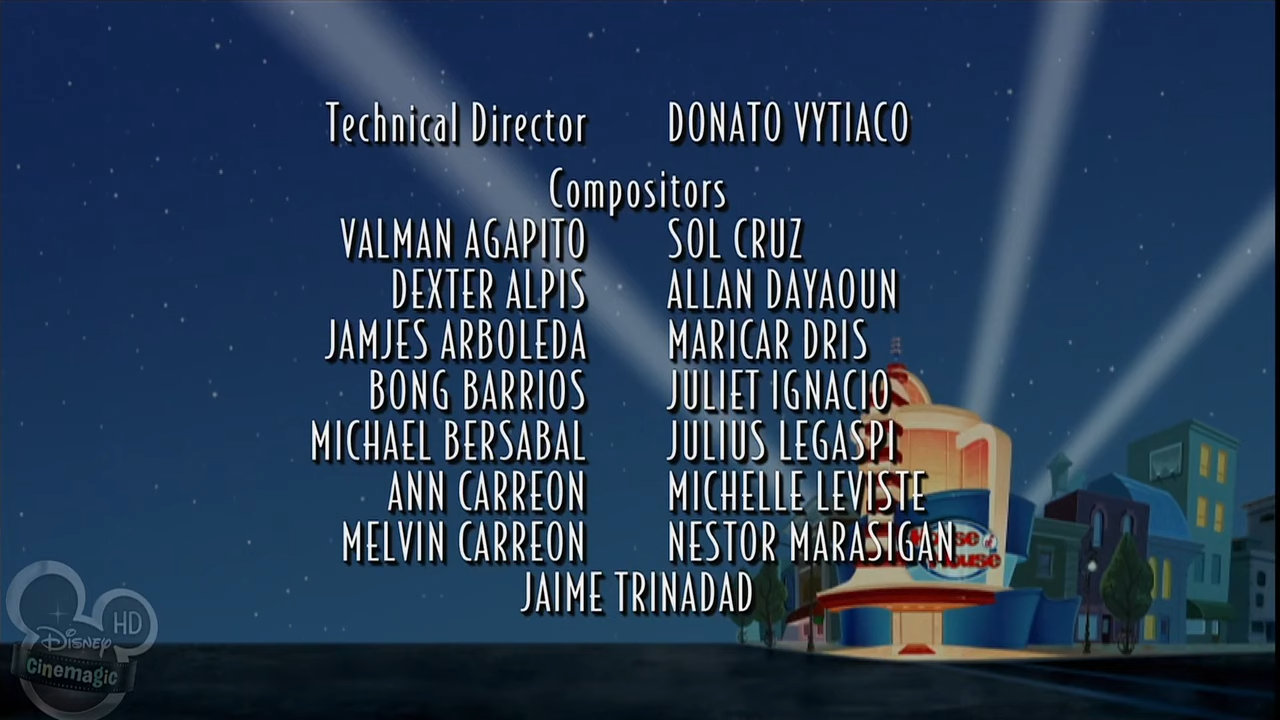 Technical Director DONATO VYTIACO
Compositors
VALMAN AGAPITO SOL CRUZ
DEXTER ALPIS ALLAN DAYAOUN
JAMJES ARBOLEDA MARICAR DRIS
BONG BARRIOS JULIET IGNACIO
MICHAEL BERSABAL JULIUS LEGASPI
ANN CARREON MICHELLE LEVISTE
MELVIN CARREON NESTOR MARASIGAN
JAIME TRINADAD
HD
Disney
Cinemagic